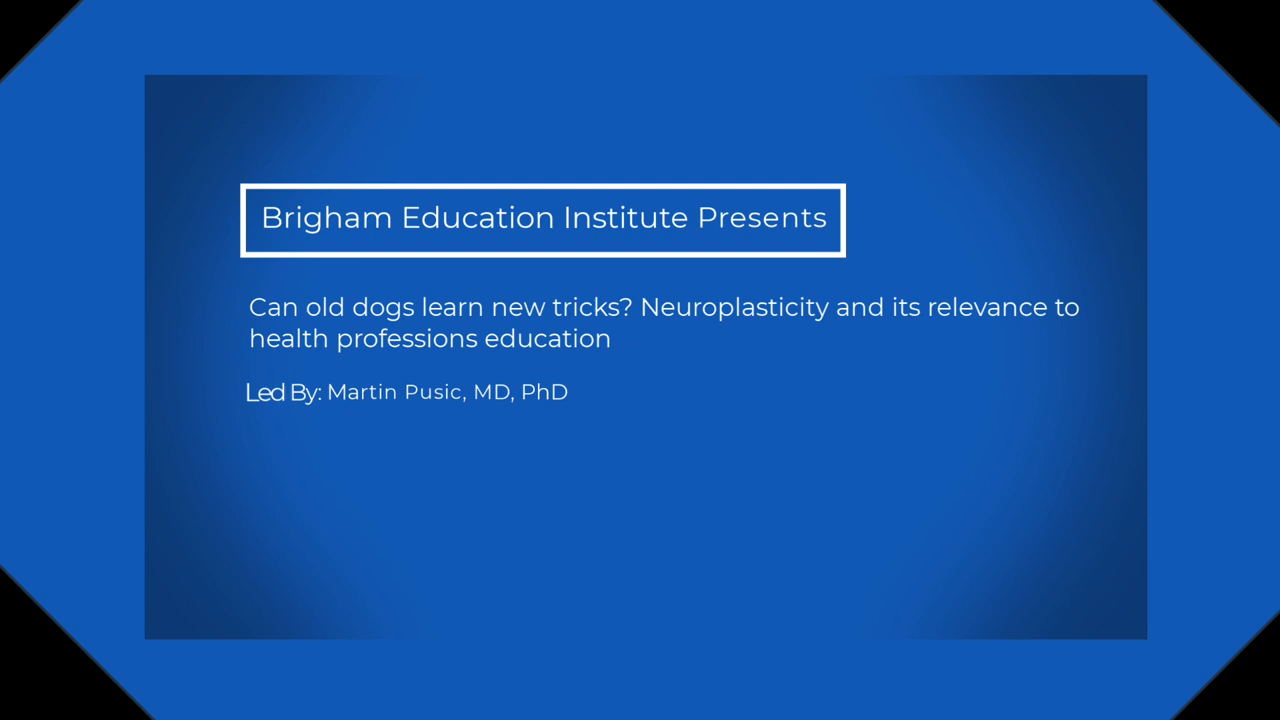 Brigham Education Institute Presents
Can old dogs learn new tricks? Neuroplasticity and its relevance to
health professions education
Led By: Martin Pusic, MD, PhD